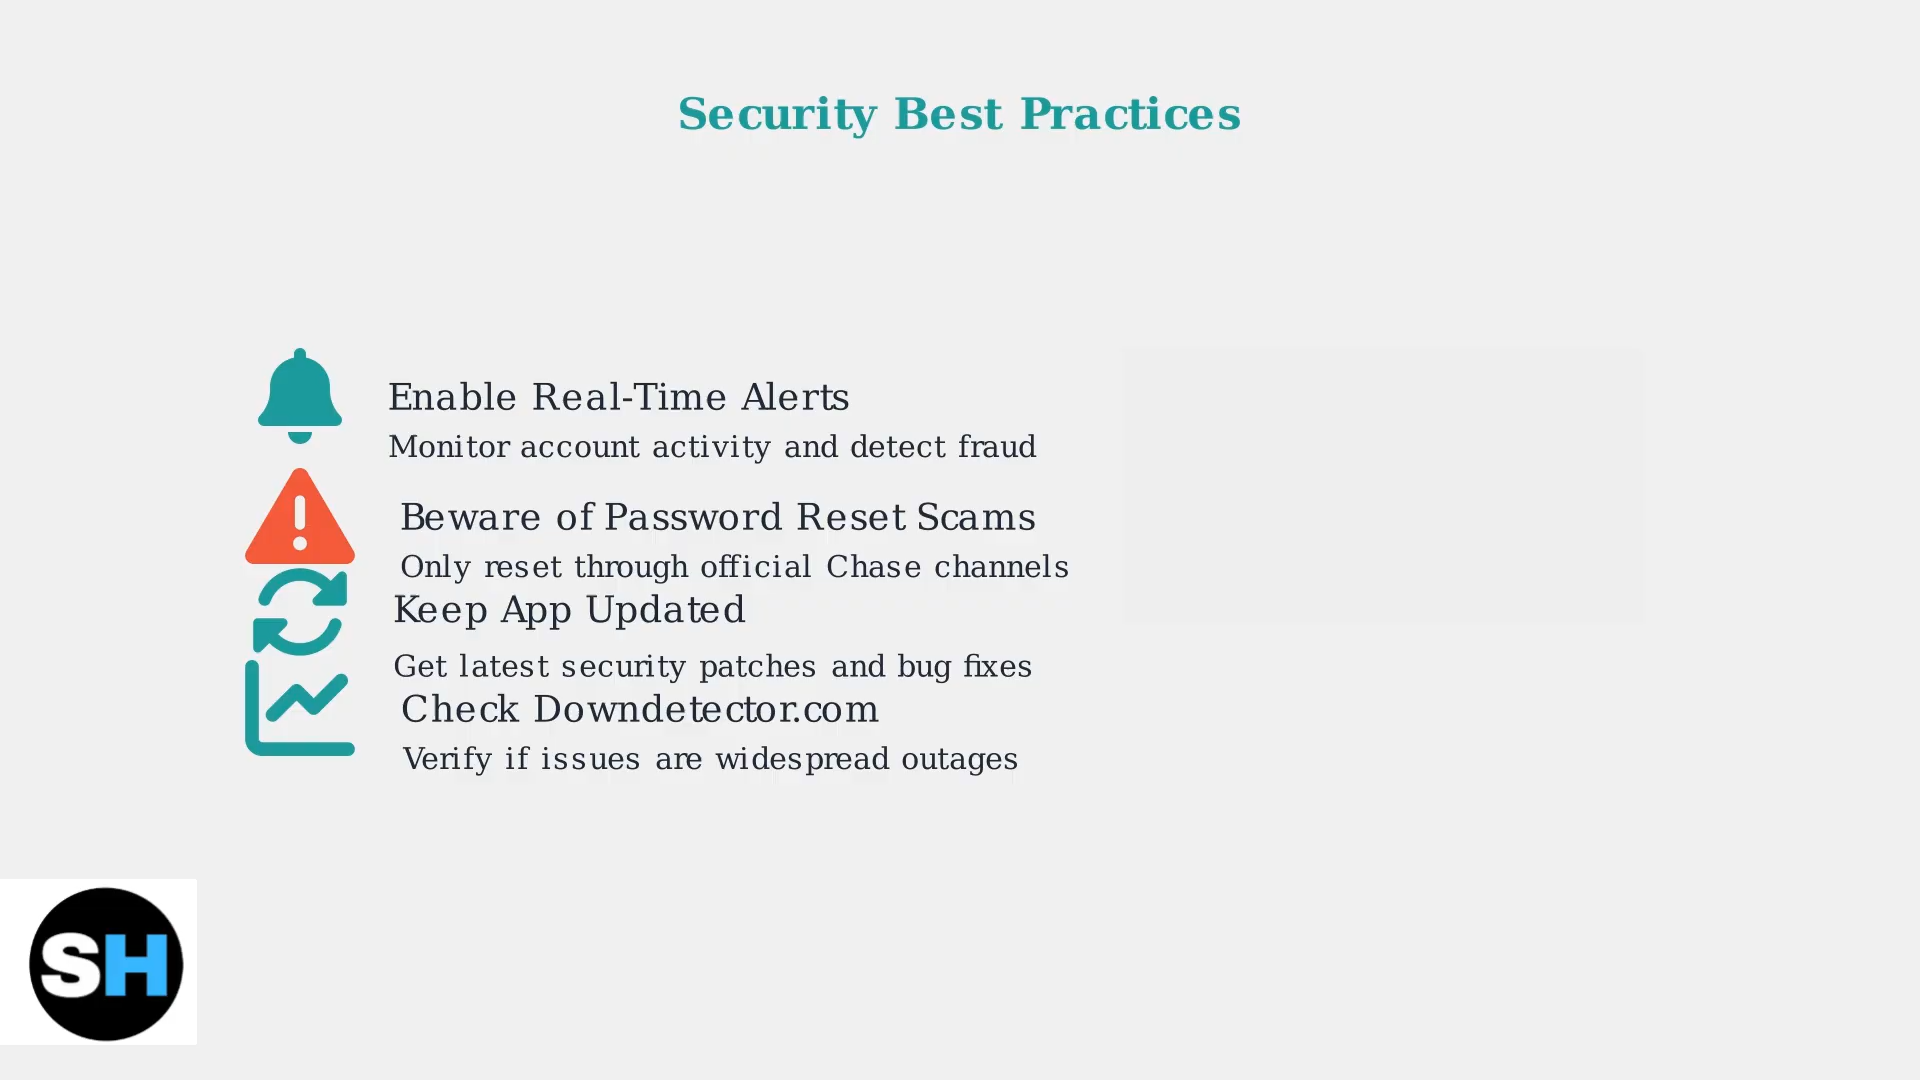 Security Best Practices
Enable Real-Time Alerts
Monitor account activity and detect fraud
Beware of Password Reset Scams
Only reset through official Chase channels
Keep App Updated
Get latest security patches and bug fixes
Check Downdetector.com
Verify if issues are widespread outages
SH